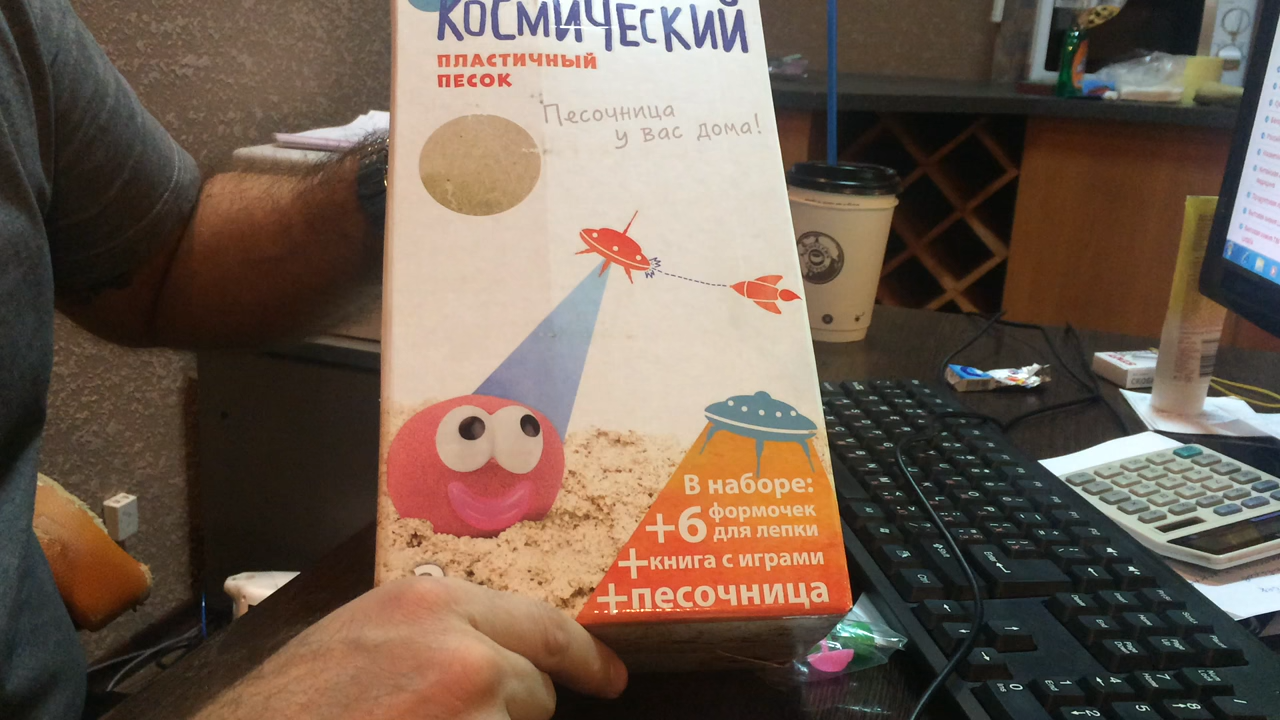 КОСМИЧЕСКИЙ
ПЛАСТИЧНЫЙ
ПЕСОК
Песочница
у вас дома!
В наборе:
+6 формочек
для лепки
+книга с играми
+песочница